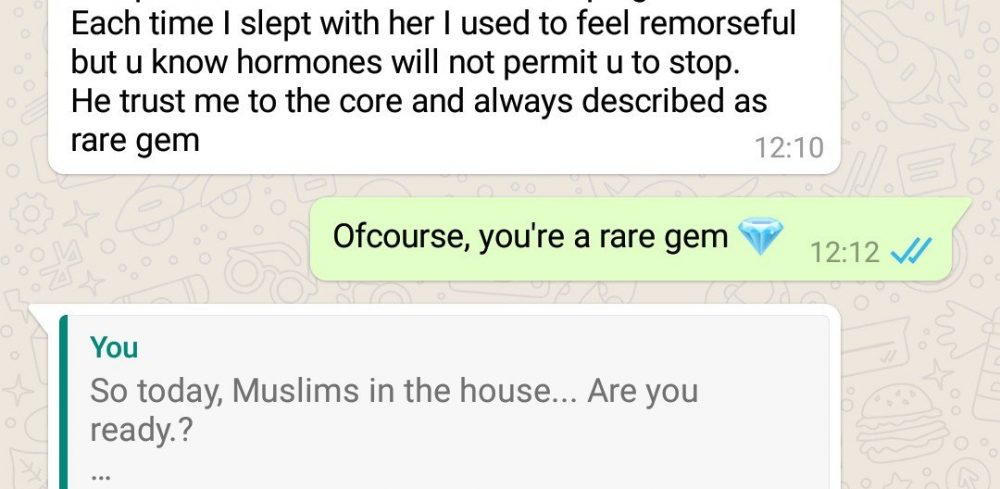 Each time I slept with her I used to feel remorseful
but u know hormones will not permit u to stop.
He trust me to the core and always described as
rare gem
12:10
Ofcourse, you're a rare gem 💎
12:12
You
So today, Muslims in the house... Are you
ready.?
...